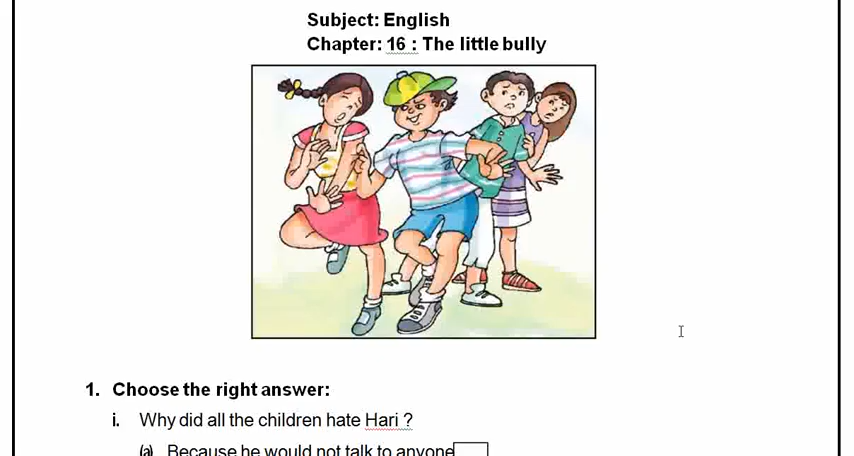 Subject: English
Chapter: 16 : The little bully
1. Choose the right answer:
i. Why did all the children hate Hari ?
(a) Because he would not talk to anyone